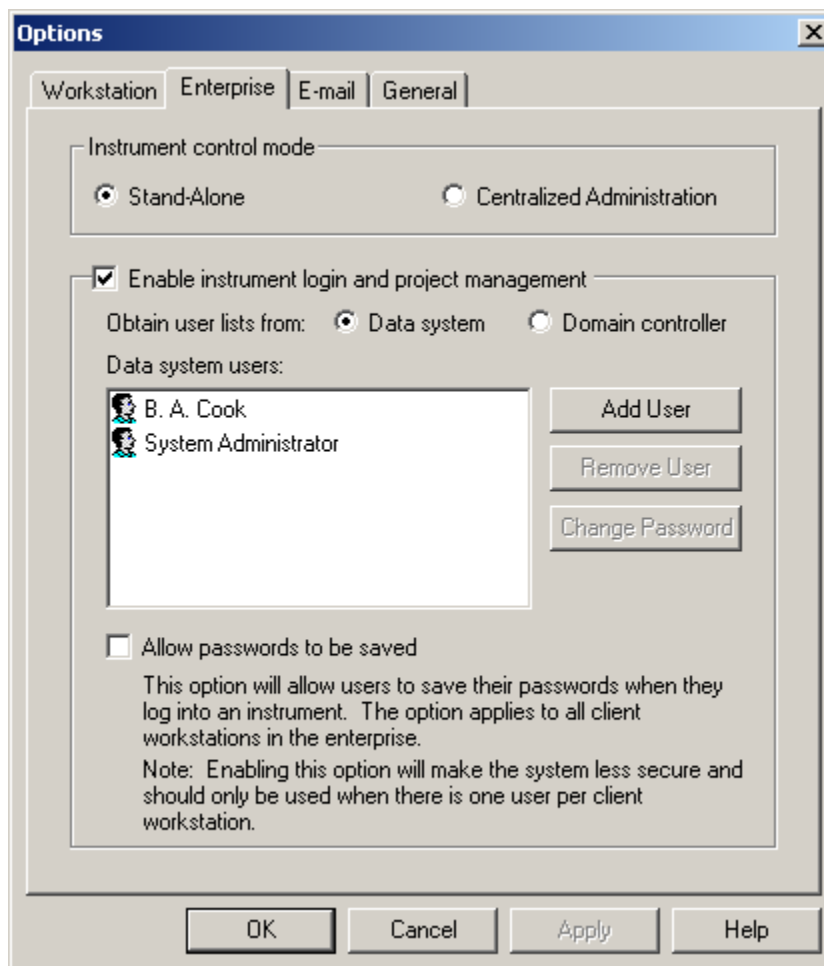 Options
Workstation Enterprise E-mail General
Instrument control mode
Stand-Alone Centralized Administration
Enable instrument login and project management
Obtain user lists from: Data system Domain controller
Data system users:
B. A. Cook
System Administrator
Add User
Remove User
Change Password
Allow passwords to be saved
This option will allow users to save their passwords when they
log into an instrument. The option applies to all client
workstations in the enterprise.
Note: Enabling this option will make the system less secure and
should only be used when there is one user per client
workstation.
OK Cancel Apply Help